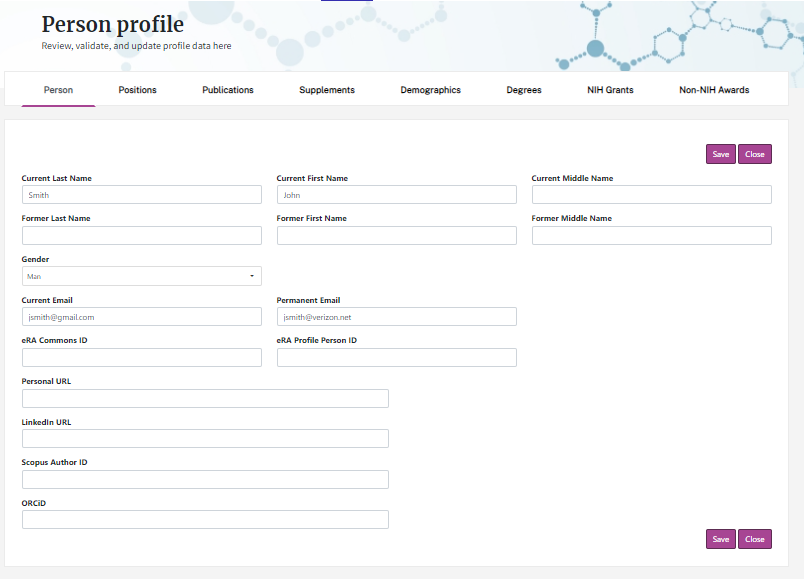 Person profile
Review, validate, and update profile data here
Person Positions Publications Supplements Demographics Degrees NIH Grants Non-NIH Awards
Save Close
Current Last Name Current First Name Current Middle Name
Smith John
Former Last Name Former First Name Former Middle Name
Gender
Man
Current Email Permanent Email
jsmith@gmail.com jsmith@verizon.net
eRA Commons ID eRA Profile Person ID
Personal URL
LinkedIn URL
Scopus Author ID
ORCiD
Save Close